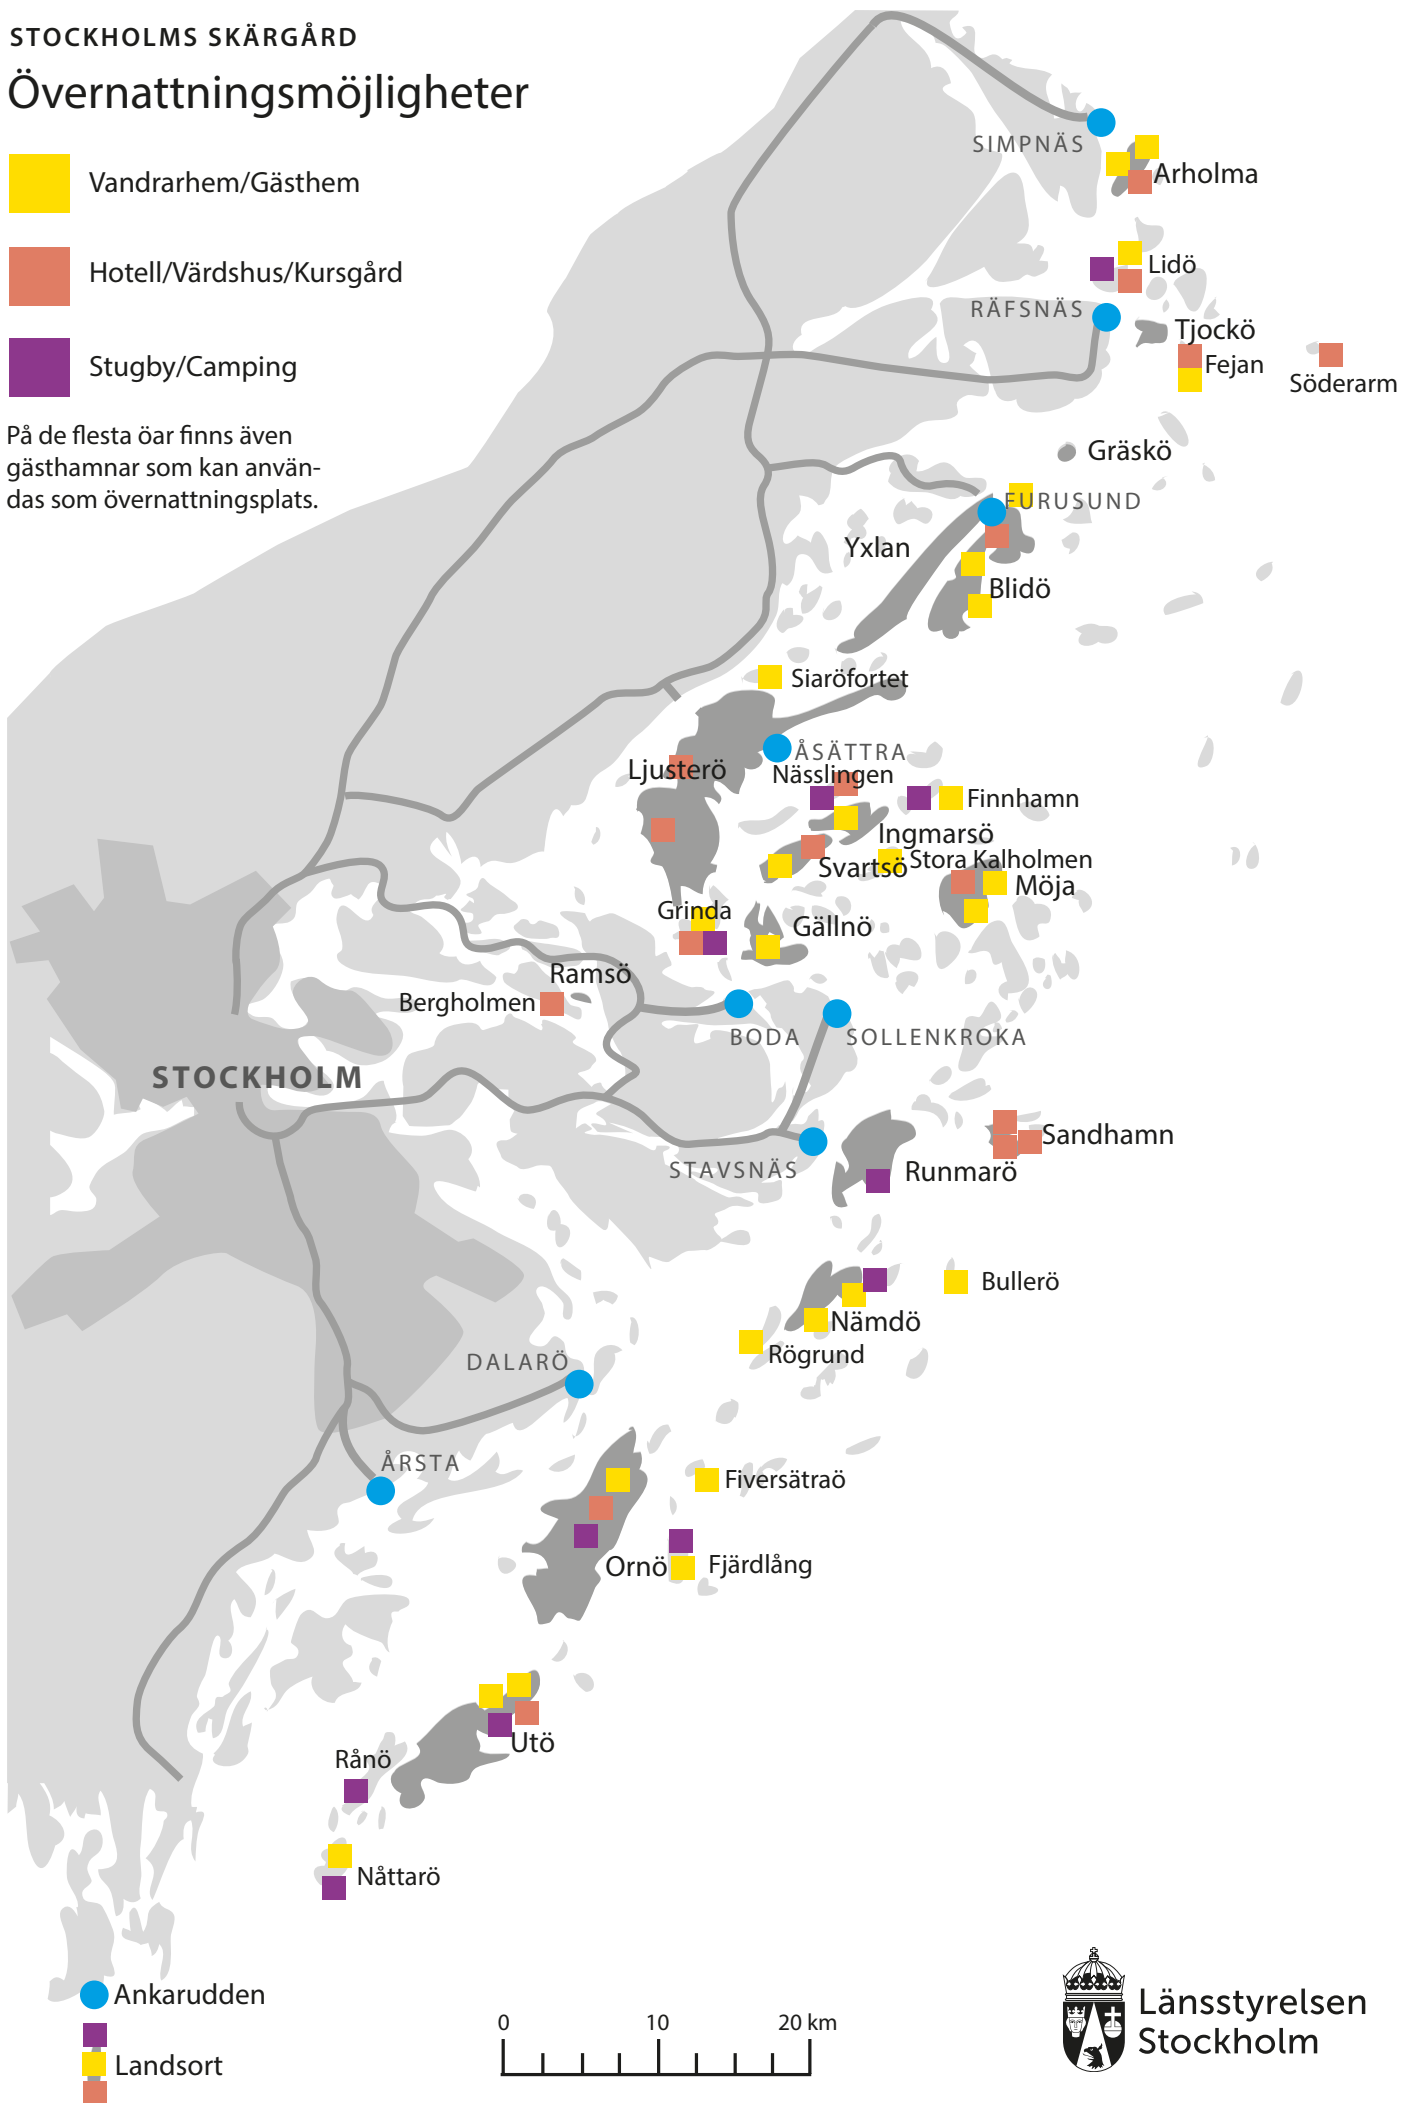 STOCKHOLMS SKÄRGÅRD
Övernattningsmöjligheter
Vandrarhem/Gästhem
Hotell/Värdshus/Kursgård
Stugby/Camping
På de flesta öar finns även
gästhamnar som kan använ-
das som övernattningsplats.
SIMPNÄS
Arholma
Lidö
RÄFSNÄS
Tjockö
Fejan
Söderarm
Gräskö
FURUSUND
Yxlan
Blidö
Siaröfortet
ÅSÄTTRA
Ljusterö
Nässlingen
Finnhamn
Ingmarsö
Stora Kalholmen
Svartsö
Möja
Grinda
Gällnö
Ramsö
Bergholmen
BODA
SOLLENKROKA
STOCKHOLM
Sandhamn
STAVSNÄS
Runmarö
Bullerö
Nämdö
Rögrund
DALARÖ
ÅRSTA
Fiversätraö
Ornö
Fjärdlång
Utö
Rånö
Nåttarö
Ankarudden
Landsort
0 10 20 km
Länsstyrelsen
Stockholm